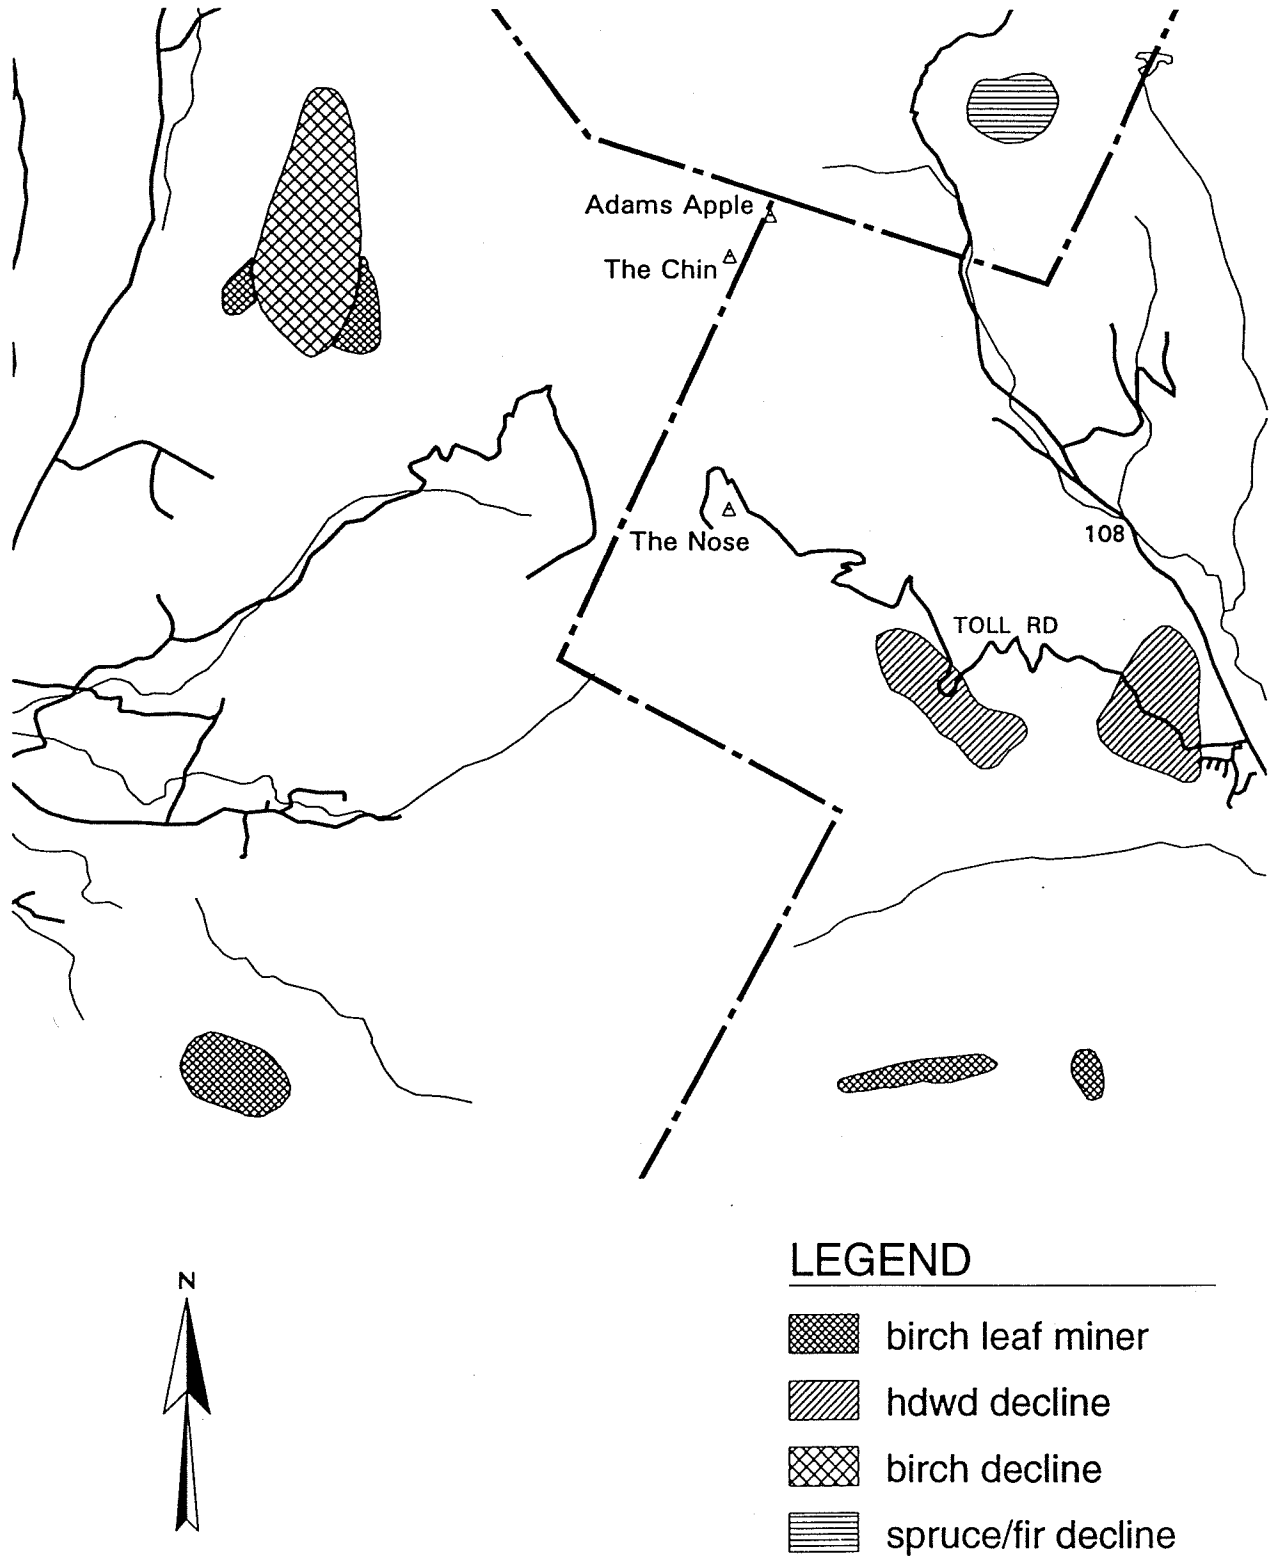 Adams Apple
The Chin
The Nose
108
TOLL RD
N
LEGEND
birch leaf miner
hdwd decline
birch decline
spruce/fir decline